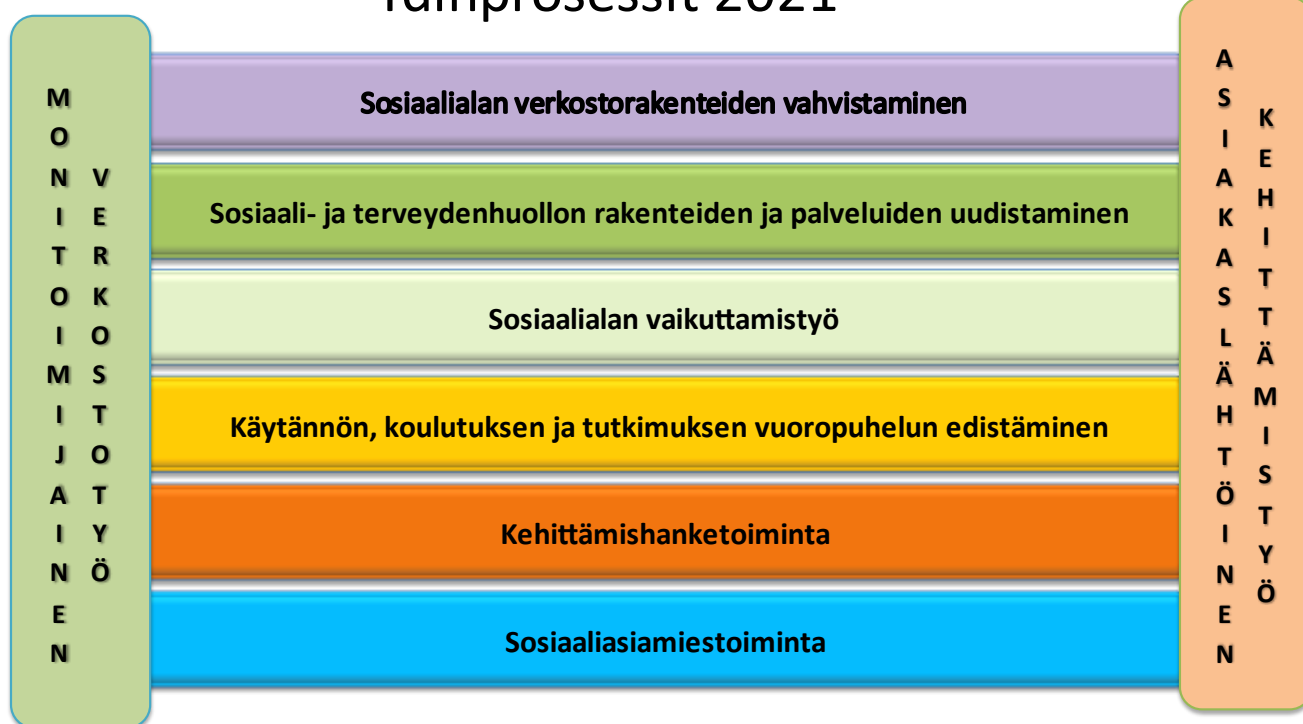 Ydinprosessit 2021
MONITOIMIJAINEN
VERKOSTOTYÖ
Sosiaalialan verkostorakenteiden vahvistaminen
Sosiaali- ja terveydenhuollon rakenteiden ja palveluiden uudistaminen
Sosiaalialan vaikuttamistyö
Käytännön, koulutuksen ja tutkimuksen vuoropuhelun edistäminen
Kehittämishanketoiminta
Sosiaaliasiamiestoiminta
ASIAKASLÄHTÖINEN
KEHITTÄMISTYÖ